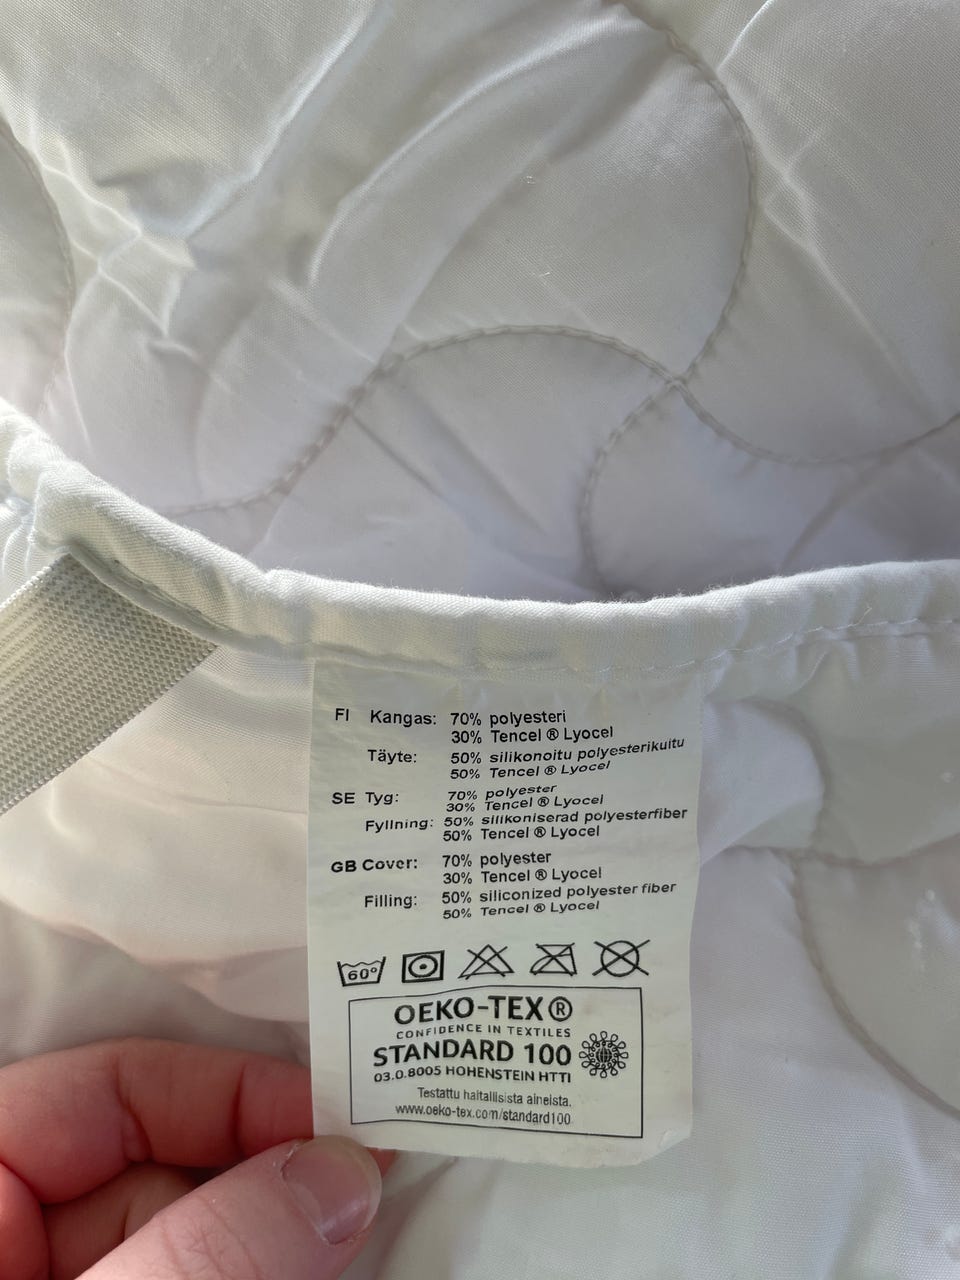 FI Kangas: 70% polyesteri
30% Tencel ® Lyocel
Täyte: 50% silikonoitu polyesterikuitu
50% Tencel ® Lyocel
SE Tyg: 70% polyester
30% Tencel ® Lyocel
Fyllning: 50% silikoniserad polyesterfiber
50% Tencel ® Lyocel
GB Cover: 70% polyester
30% Tencel ® Lyocel
Filling: 50% siliconized polyester fiber
50% Tencel ® Lyocel
60°
OEKO-TEX®
CONFIDENCE IN TEXTILES
STANDARD 100
03.0.8005 HOHENSTEIN HTTI
Testattu haitallisista aineista.
www.oeko-tex.com/standard100